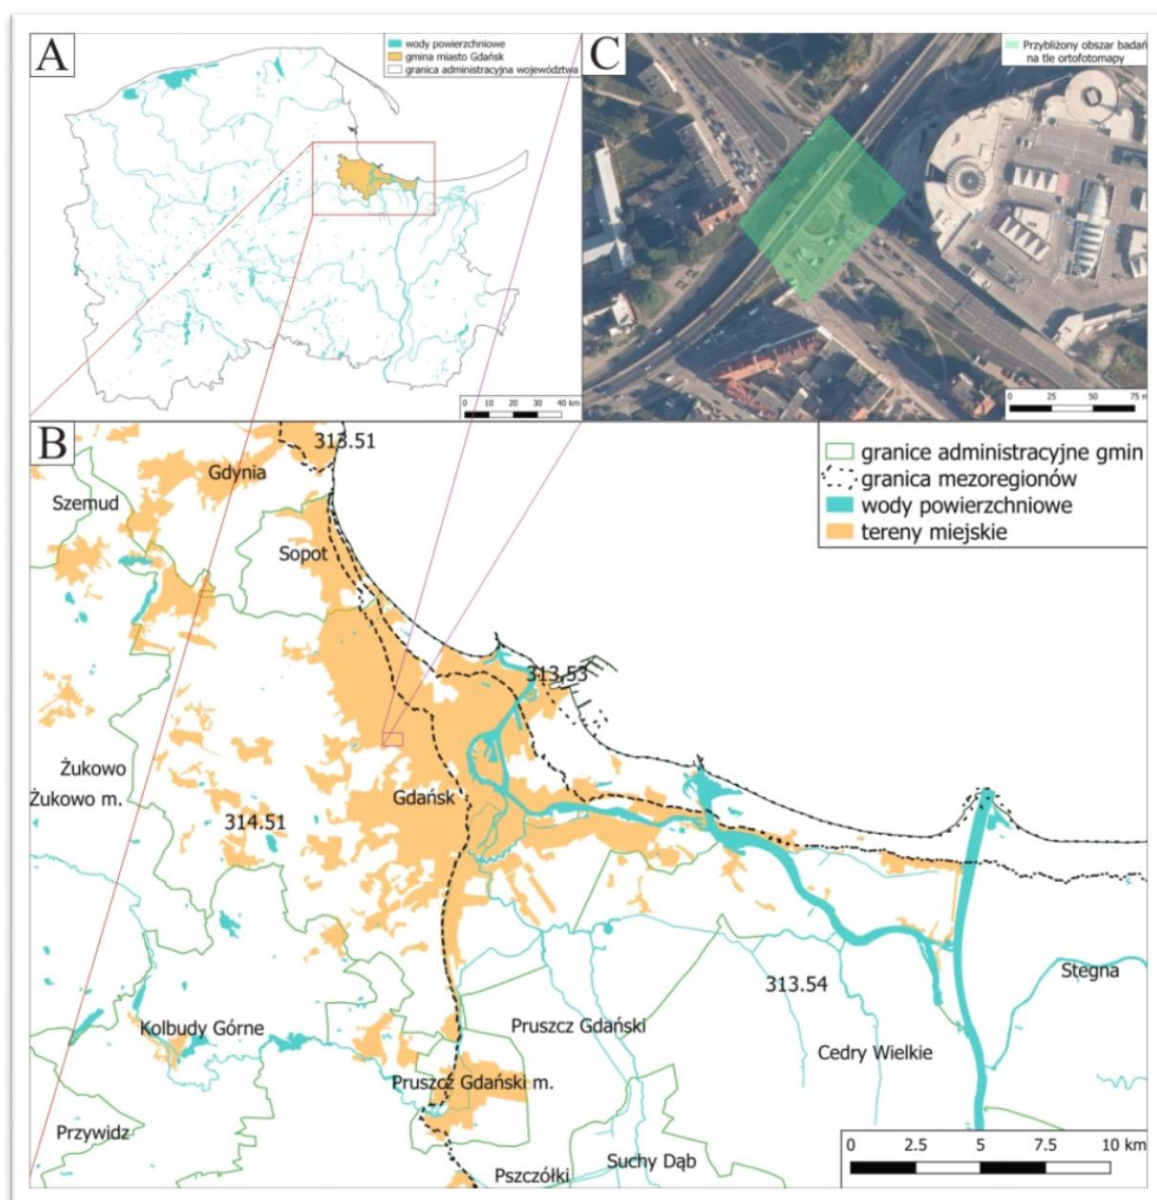 A
wody powierzchniowe
gmina miasto Gdańsk
granica administracyjna województwa
0 10 20 30 40 km
C
Przybliżony obszar badań
na tle ortofotomapy
0 25 50 75 m
B
313.51
Gdynia
Szemud
Sopot
granice administracyjne gmin
granica mezoregionów
wody powierzchniowe
tereny miejskie
313.53
Żukowo
Żukowo m.
Gdańsk
314.51
Stegna
313.54
Kolbudy Górne
Pruszcz Gdański
Cedry Wielkie
Pruszcz Gdański m.
Przywidz
Suchy Dąb
Pszczółki
0 2.5 5 7.5 10 km